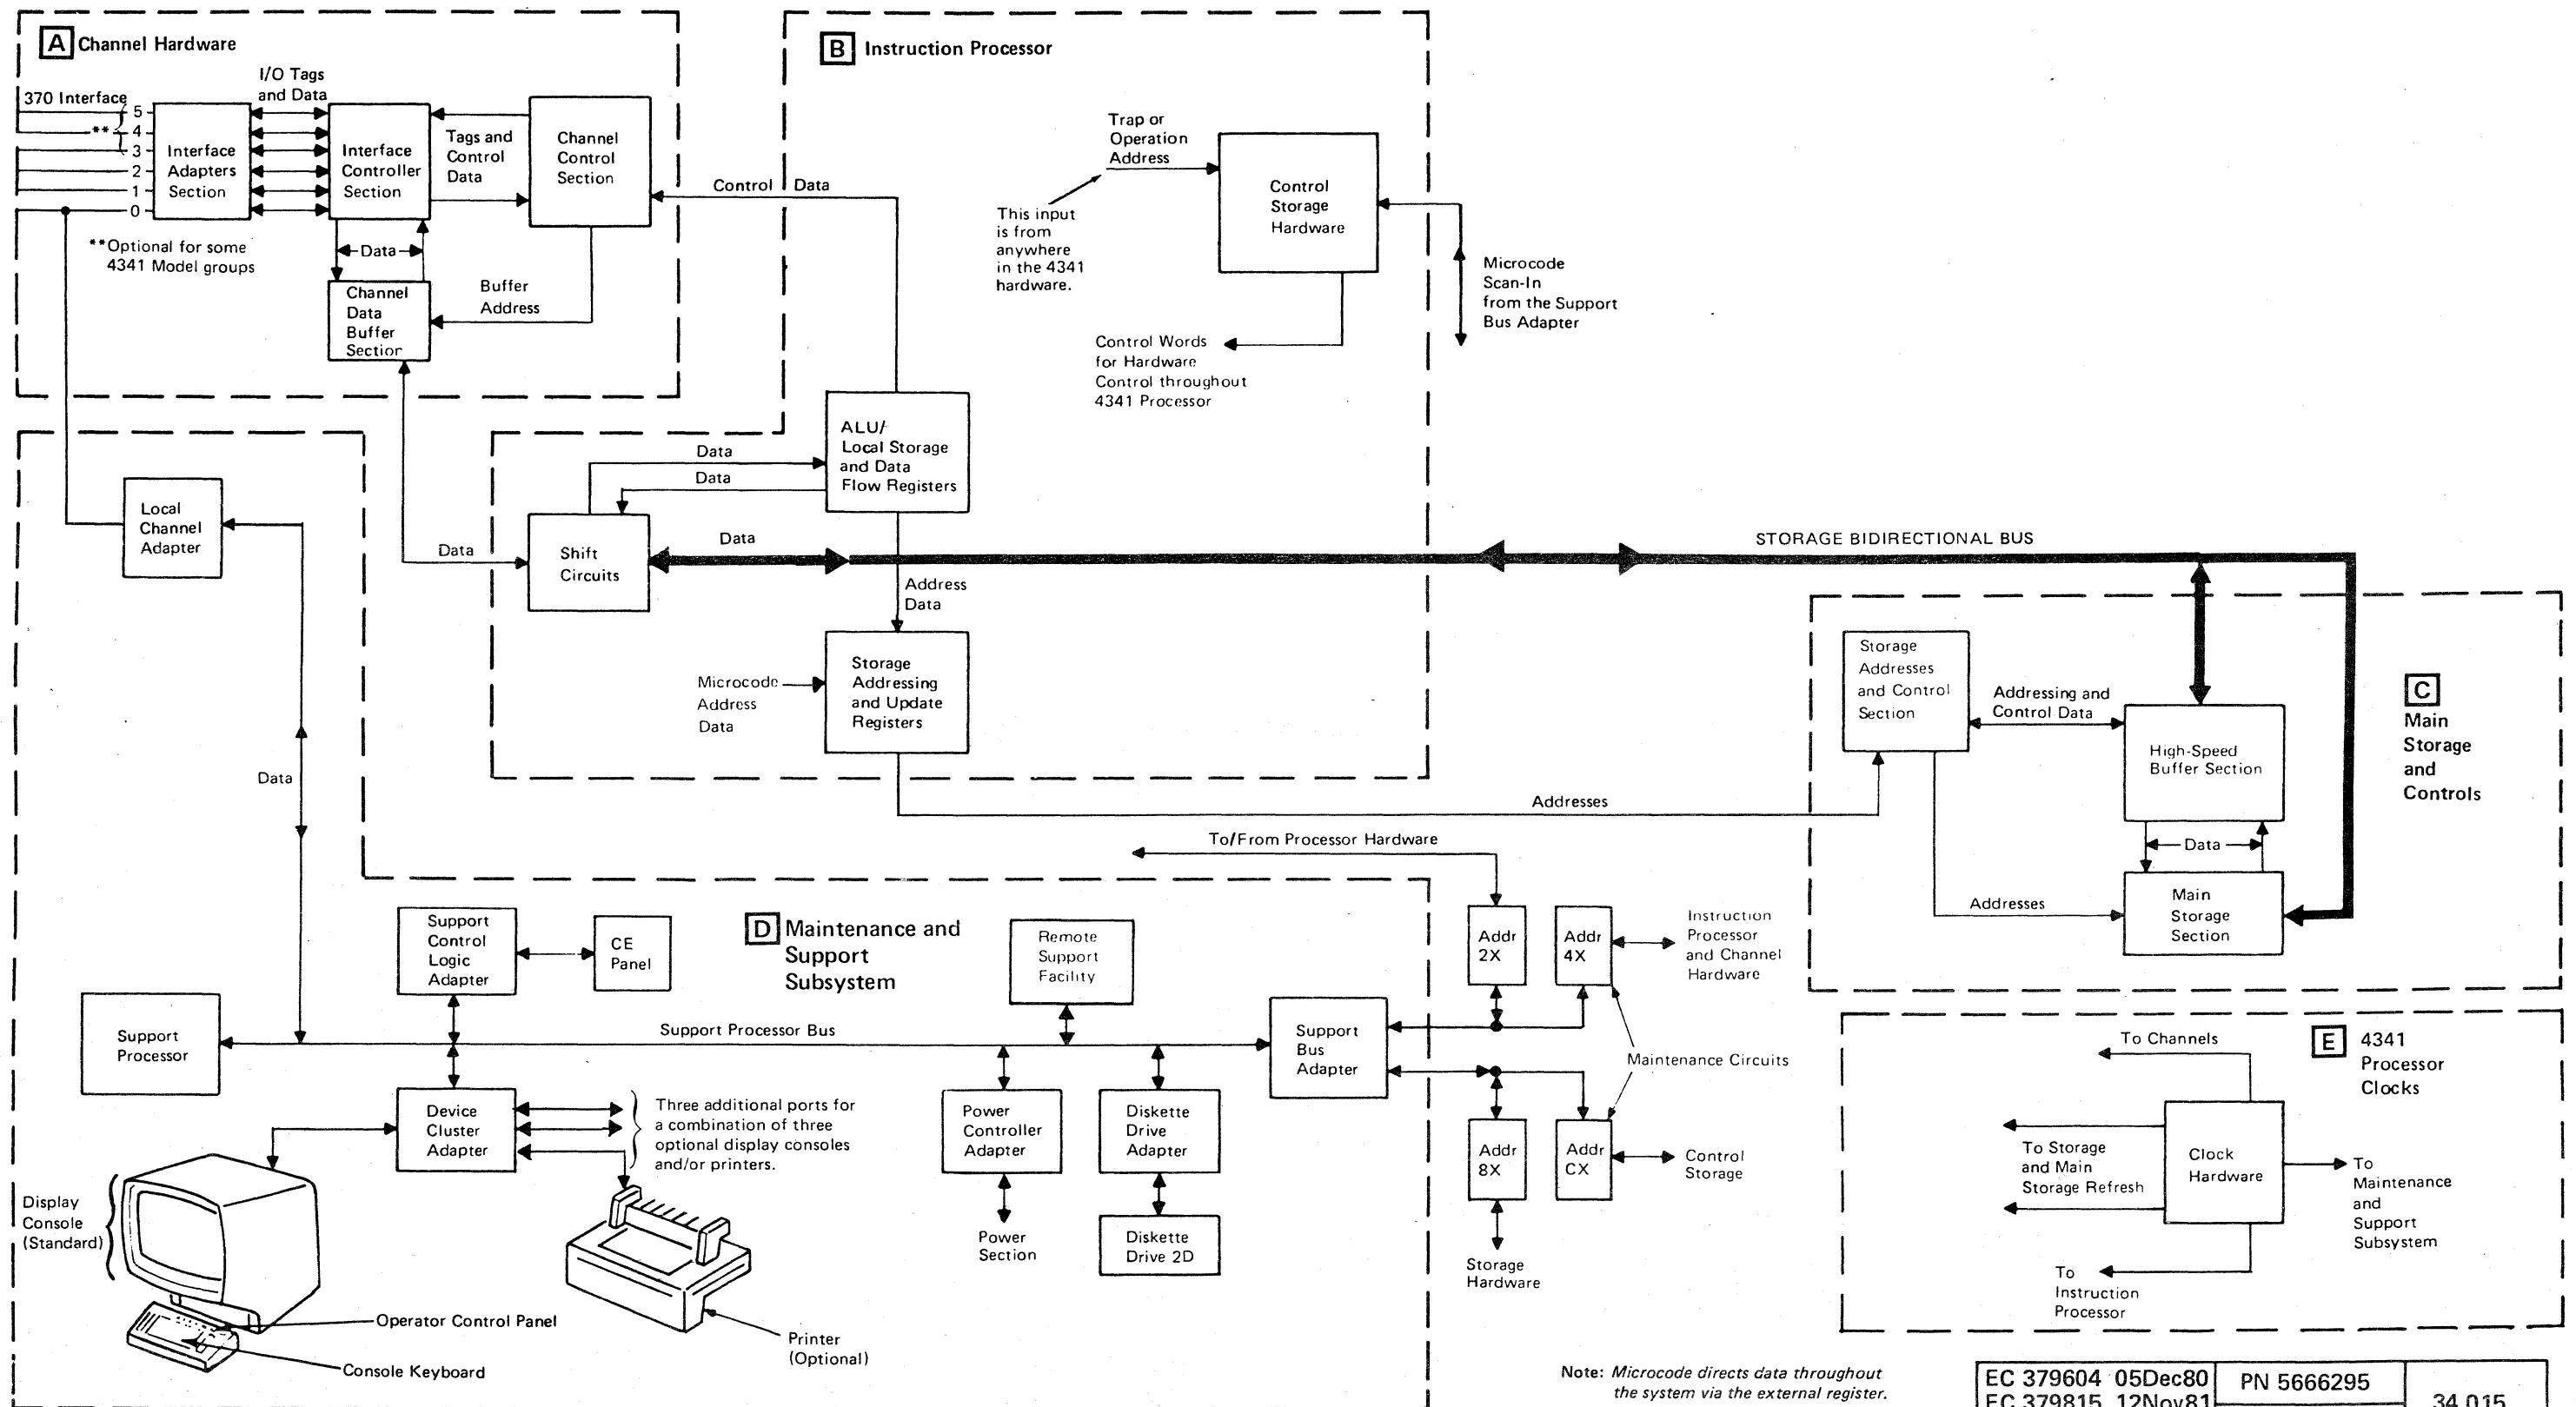 A Channel Hardware
I/O Tags
and Data
370 Interface
5
** 4
3
2
1
0
Interface
Adapters
Section
Interface
Controller
Section
Tags and
Control
Data
Channel
Control
Section
**Optional for some
4341 Model groups
Data
Channel
Data
Buffer
Section
Buffer
Address
Control Data
B Instruction Processor
Trap or
Operation
Address
This input
is from
anywhere
in the 4341
hardware.
Control
Storage
Hardware
Microcode
Scan-In
from the Support
Bus Adapter
Control Words
for Hardware
Control throughout
4341 Processor
ALU/
Local Storage
and Data
Flow Registers
Data
Data
Data
Shift
Circuits
Data
STORAGE BIDIRECTIONAL BUS
Address
Data
Microcode
Address
Data
Storage
Addressing
and Update
Registers
Addresses
Local
Channel
Adapter
Data
C
Main
Storage
and
Controls
Storage
Addresses
and Control
Section
Addressing and
Control Data
High-Speed
Buffer Section
Data
Addresses
Main
Storage
Section
To/From Processor Hardware
D Maintenance and
Support
Subsystem
Support
Control
Logic
Adapter
CE
Panel
Remote
Support
Facility
Support
Processor
Support Processor Bus
Support
Bus
Adapter
Addr
2X
Addr
4X
Instruction
Processor
and Channel
Hardware
Maintenance Circuits
Addr
8X
Addr
CX
Control
Storage
Storage
Hardware
Device
Cluster
Adapter
Three additional ports for
a combination of three
optional display consoles
and/or printers.
Power
Controller
Adapter
Power
Section
Diskette
Drive
Adapter
Diskette
Drive 2D
Display
Console
(Standard)
Operator Control Panel
Console Keyboard
Printer
(Optional)
E 4341
Processor
Clocks
To Channels
To Storage
and Main
Storage Refresh
Clock
Hardware
To
Maintenance
and
Support
Subsystem
To
Instruction
Processor
Note: Microcode directs data throughout
the system via the external register.
EC 379604 05Dec80
EC 379815 12Nov81
PN 5666295
34 015